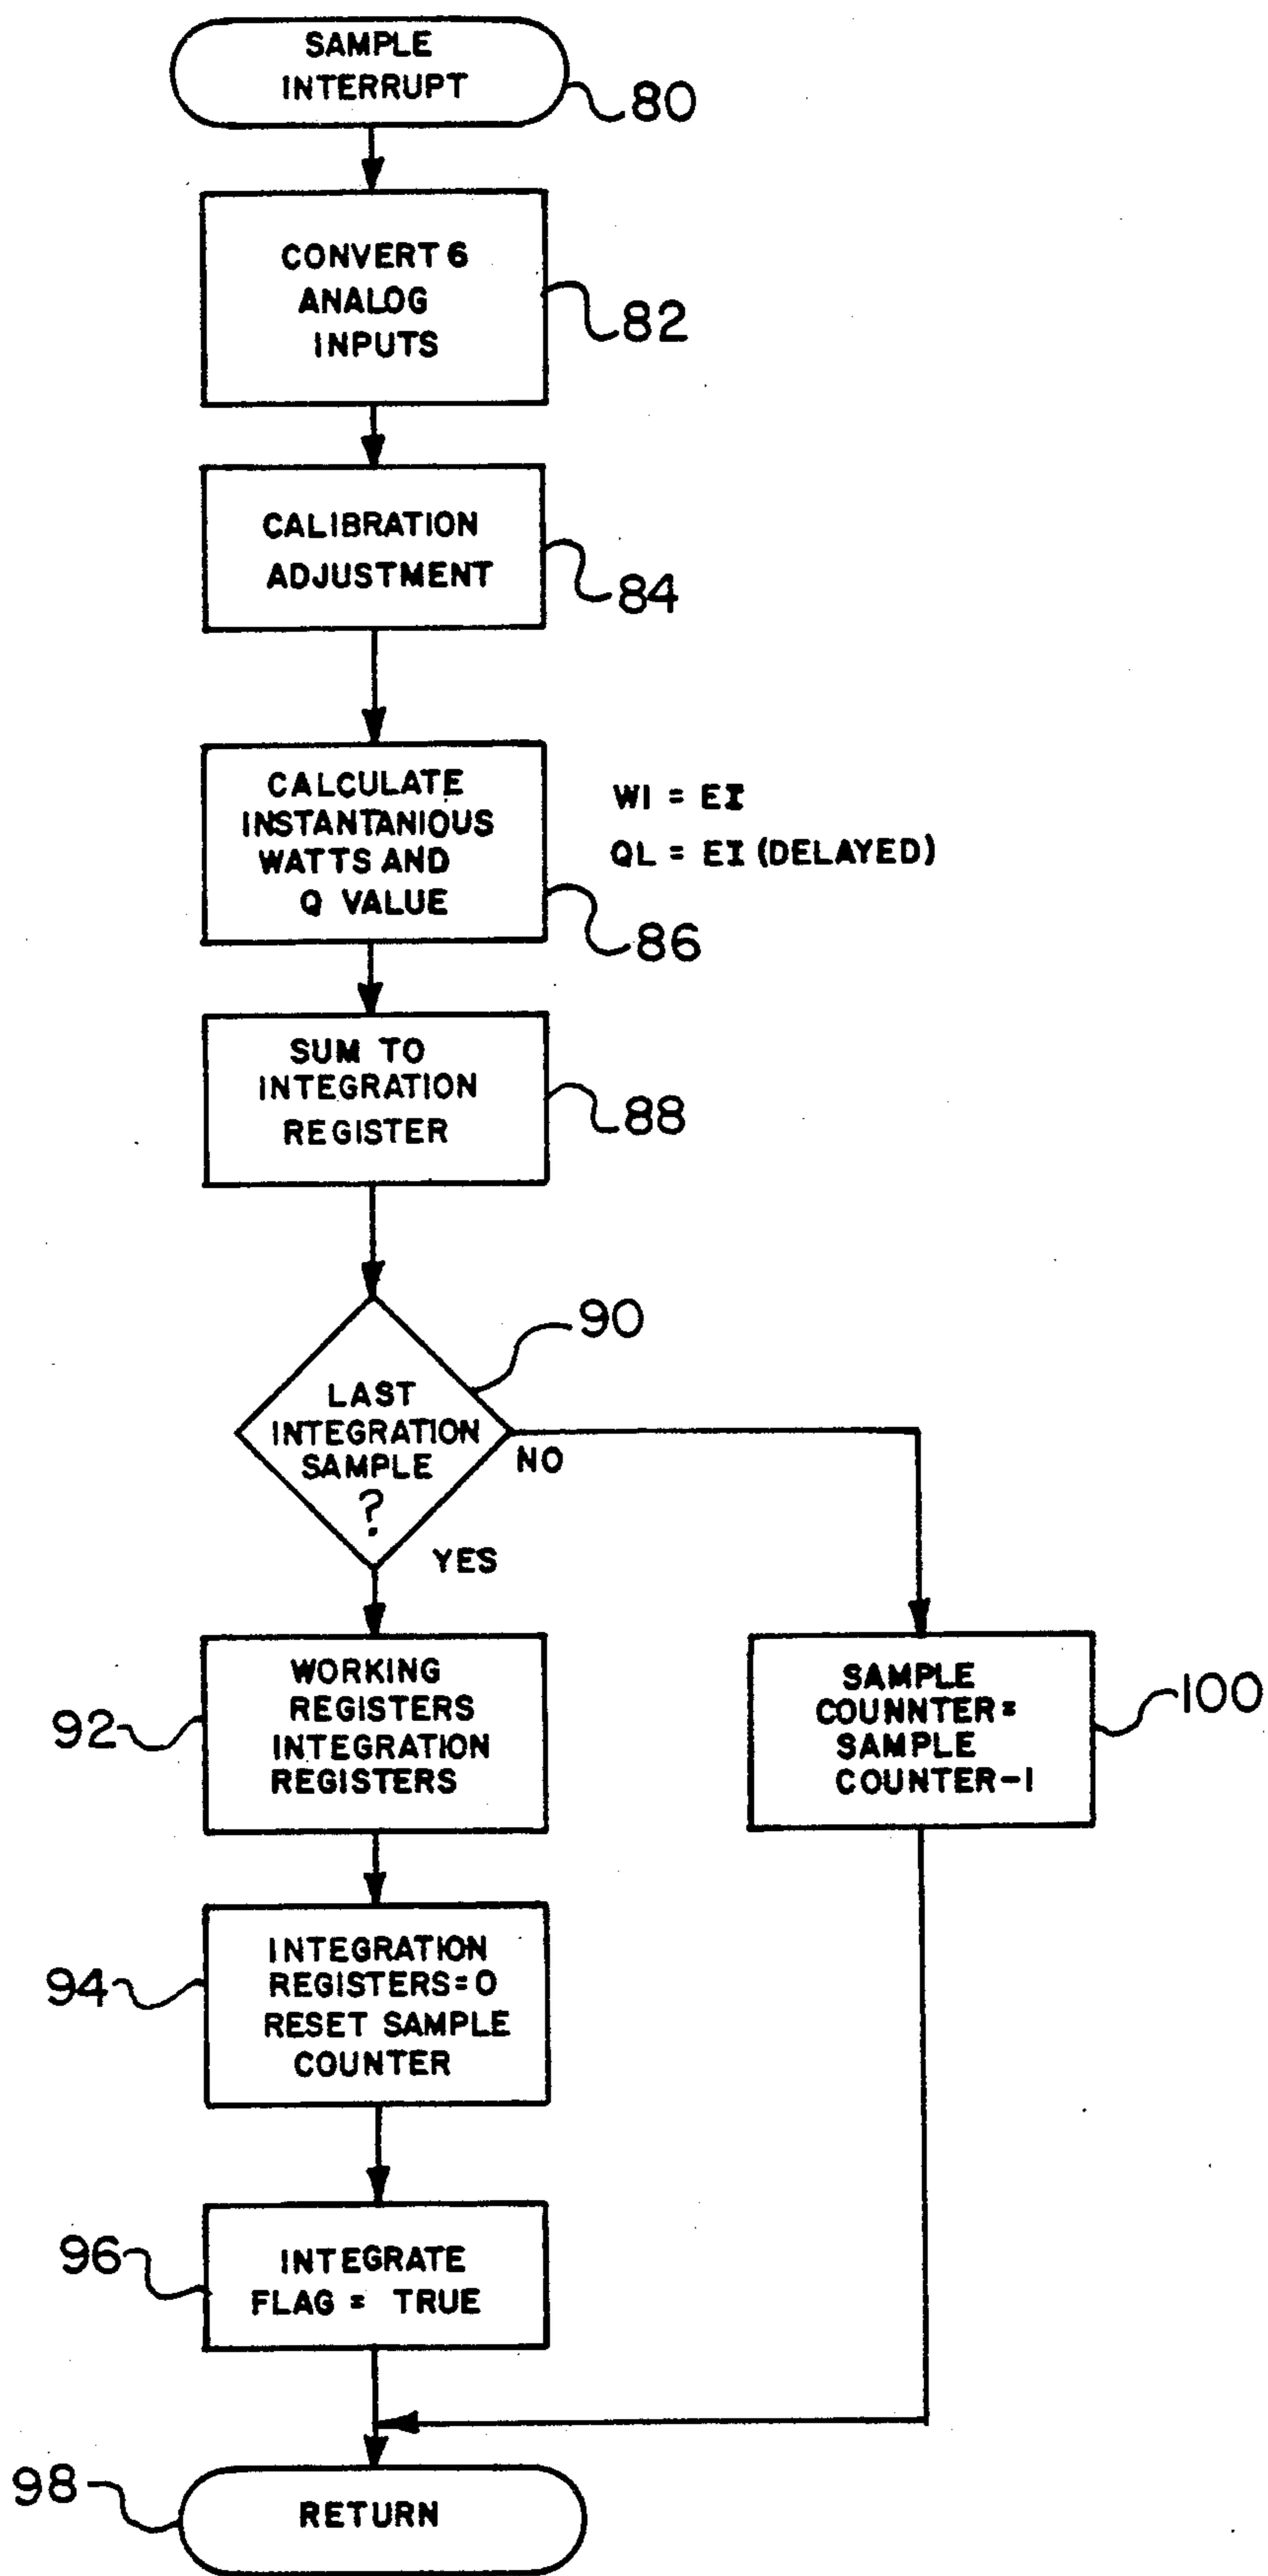 SAMPLE
INTERRUPT
80
CONVERT 6
ANALOG
INPUTS
82
CALIBRATION
ADJUSTMENT
84
CALCULATE
INSTANTANIOUS
WATTS AND
Q VALUE
WI = EI
QL = EI (DELAYED)
86
SUM TO
INTEGRATION
REGISTER
88
90
LAST
INTEGRATION
SAMPLE
?
NO
YES
92
WORKING
REGISTERS
INTEGRATION
REGISTERS
SAMPLE
COUNNTER=
SAMPLE
COUNTER-1
100
94
INTEGRATION
REGISTERS=0
RESET SAMPLE
COUNTER
96
INTEGRATE
FLAG = TRUE
98
RETURN